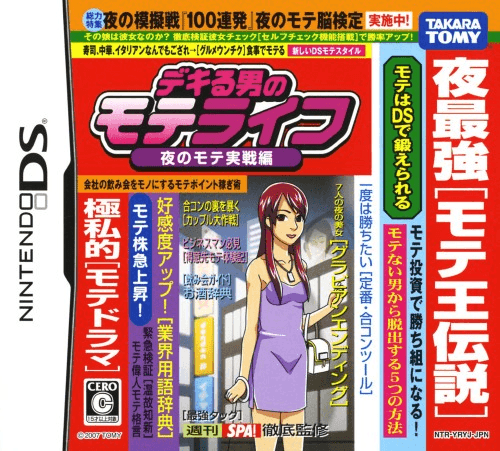 総力特集
夜の模擬戦「100連発」夜のモテ脳検定 実施中!
その娘は彼女なのか? 徹底検証彼女チェック[セルフチェック機能搭載]で勝率アップ!
寿司、中華、イタリアンなんでもござれ→[グルメウンチク]食事でモテる 新しいDSモテスタイル
TAKARA
TOMY
デキる男の
モテライフ
夜のモテ実戦編
夜最強[モテ王伝説]
モテはDSで鍛えられる
モテ投資で勝ち組になる!
モテない男から脱出する5つの方法
NINTENDO DS
会社の飲み会をモノにするモテポイント稼ぎ術
合コンの裏を暴く
[カップル大作戦]
ビジネスマン必見
[飲み会ガイド]
お酒辞典
7人の夜の美女
[グラビアンエンディング]
一度は勝ちたい[定番・合コンツール]
好感度アップ![業界用語辞典]
モテ株急上昇!
緊急検証[温故知新]
モテ偉人モテ格言
極私的[モテドラマ]
[最強タッグ]
週刊 SPA! 徹底監修
CERO
C
15才以上対象
©2007 TOMY
NTR-YRYJ-JPN